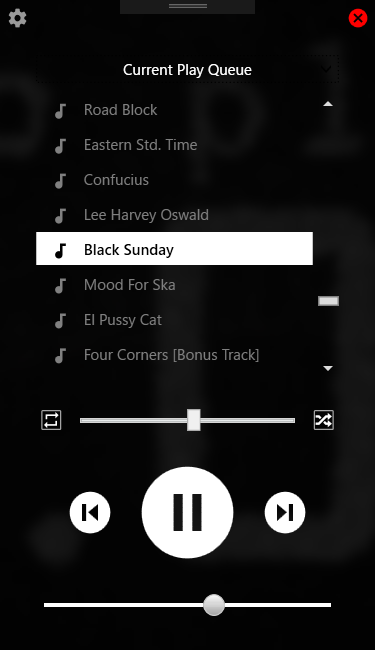 Current Play Queue
Road Block
Eastern Std. Time
Confucius
Lee Harvey Oswald
Black Sunday
Mood For Ska
El Pussy Cat
Four Corners [Bonus Track]